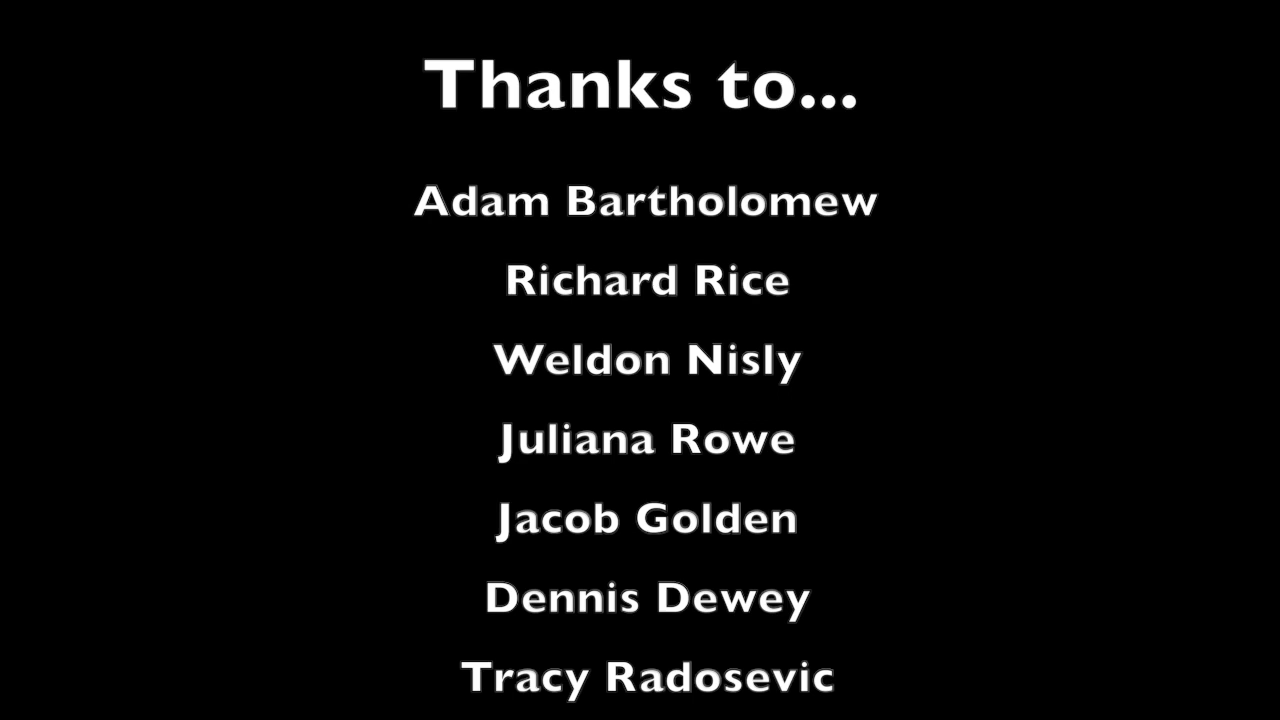 Thanks to...
Adam Bartholomew
Richard Rice
Weldon Nisly
Juliana Rowe
Jacob Golden
Dennis Dewey
Tracy Radosevic